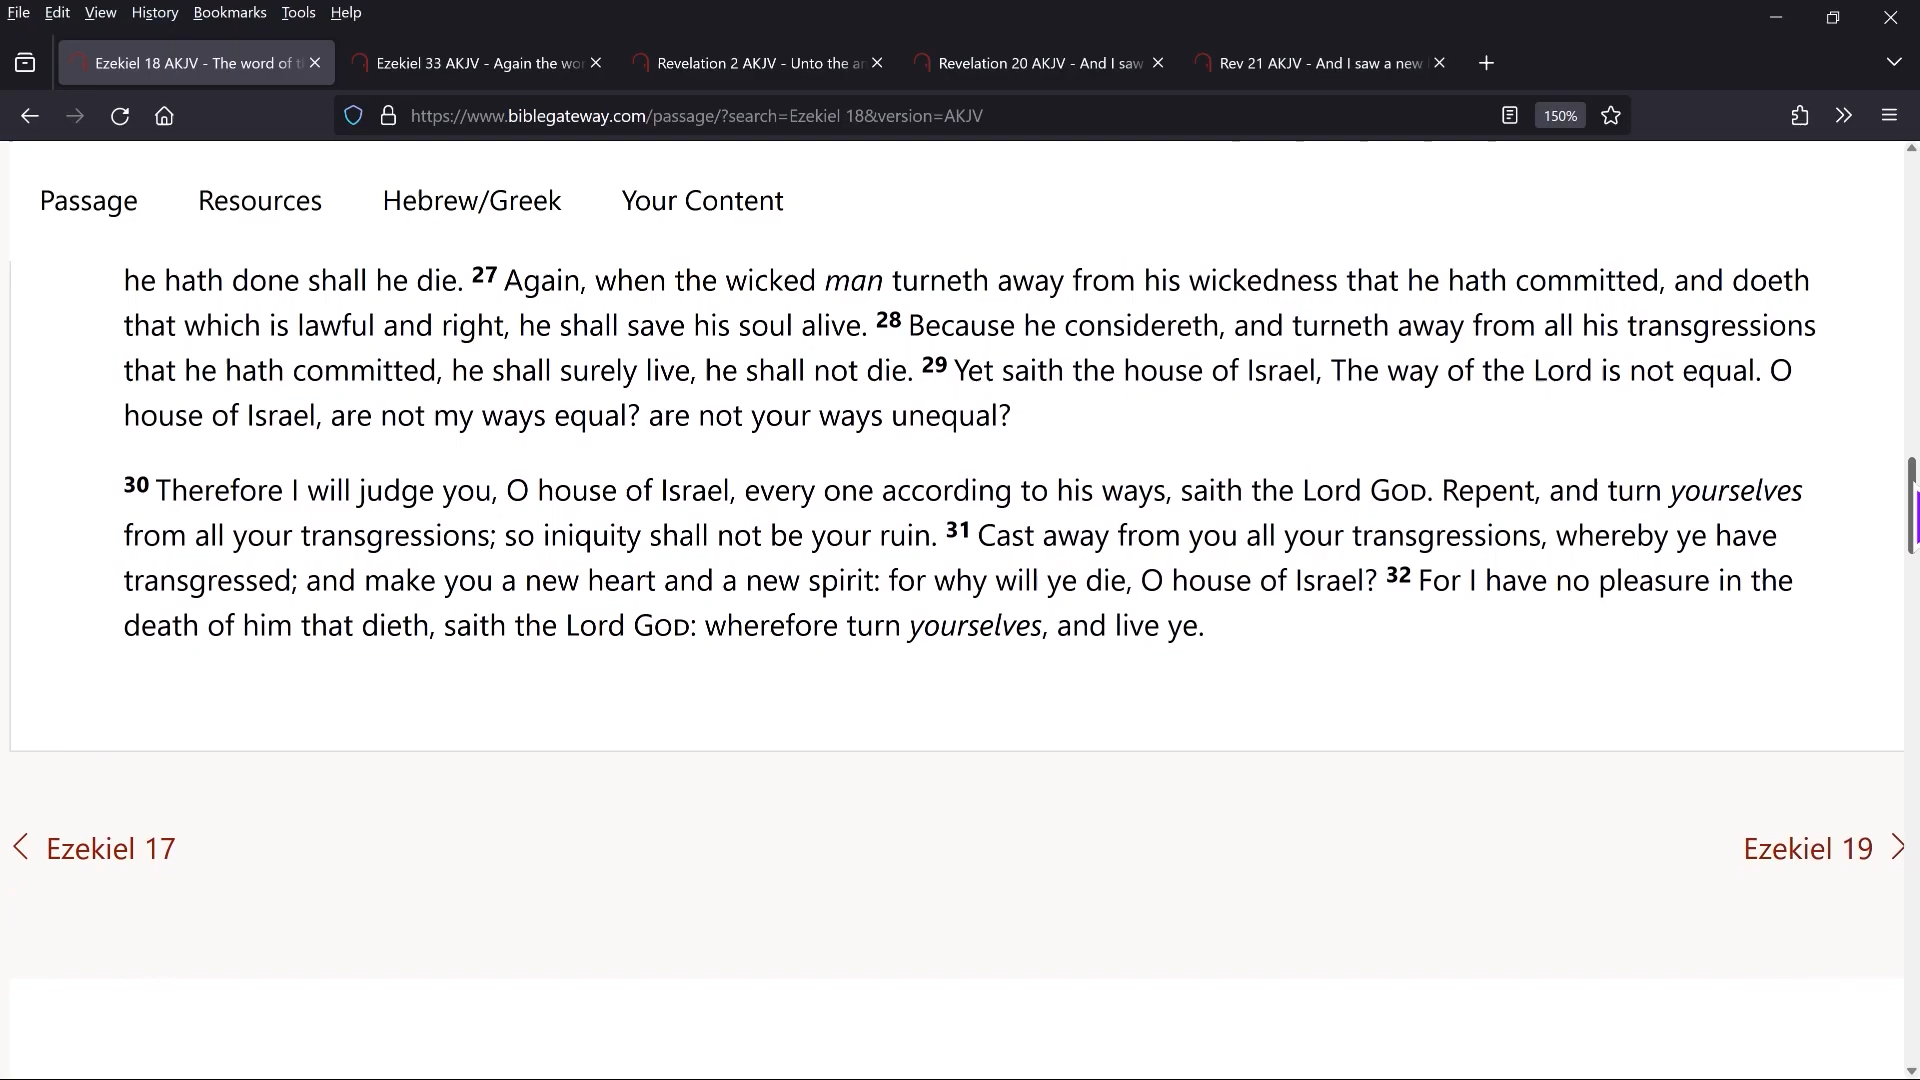 File Edit View History Bookmarks Tools Help
Ezekiel 18 AKJV - The word of t
Ezekiel 33 AKJV - Again the wor
Revelation 2 AKJV - Unto the an
Revelation 20 AKJV - And I saw
Rev 21 AKJV - And I saw a new
https://www.biblegateway.com/passage/?search=Ezekiel 18&version=AKJV
150%
Passage Resources Hebrew/Greek Your Content
he hath done shall he die. 27 Again, when the wicked man turneth away from his wickedness that he hath committed, and doeth
that which is lawful and right, he shall save his soul alive. 28 Because he considereth, and turneth away from all his transgressions
that he hath committed, he shall surely live, he shall not die. 29 Yet saith the house of Israel, The way of the Lord is not equal. O
house of Israel, are not my ways equal? are not your ways unequal?
30 Therefore I will judge you, O house of Israel, every one according to his ways, saith the Lord GOD. Repent, and turn yourselves
from all your transgressions; so iniquity shall not be your ruin. 31 Cast away from you all your transgressions, whereby ye have
transgressed; and make you a new heart and a new spirit: for why will ye die, O house of Israel? 32 For I have no pleasure in the
death of him that dieth, saith the Lord GOD: wherefore turn yourselves, and live ye.
Ezekiel 17
Ezekiel 19